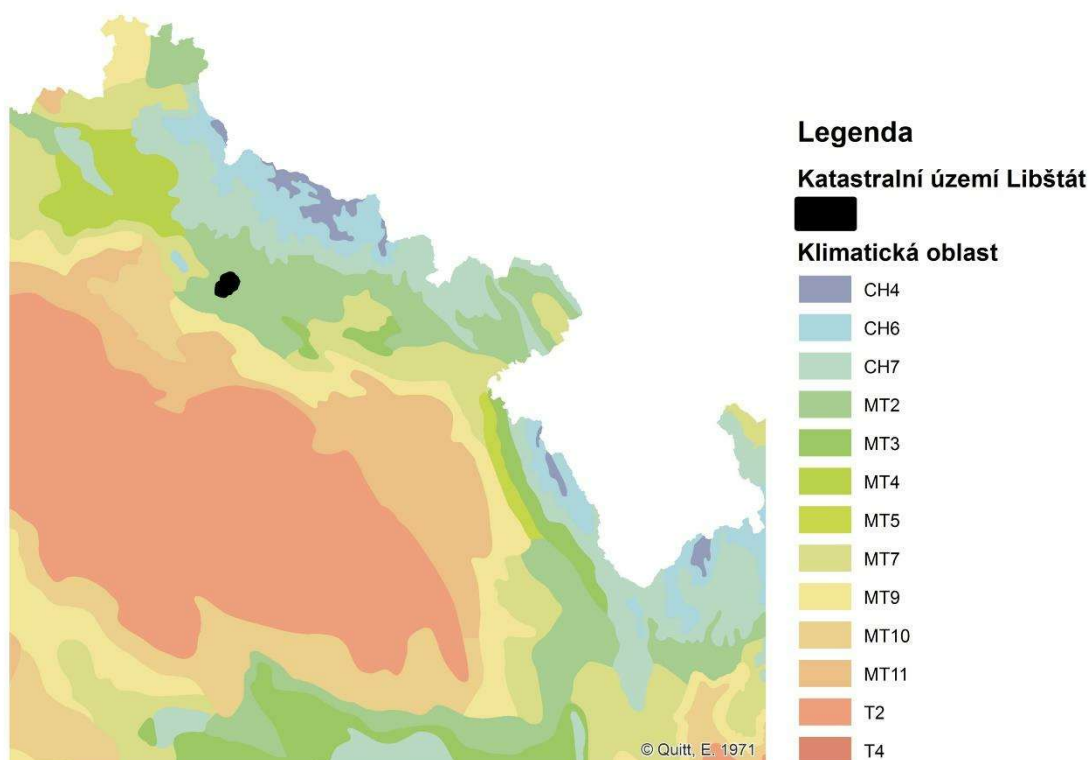 Legenda
Katastralní území Libštát
Klimatická oblast
CH4
CH6
CH7
MT2
MT3
MT4
MT5
MT7
MT9
MT10
MT11
T2
T4
© Quitt, E. 1971